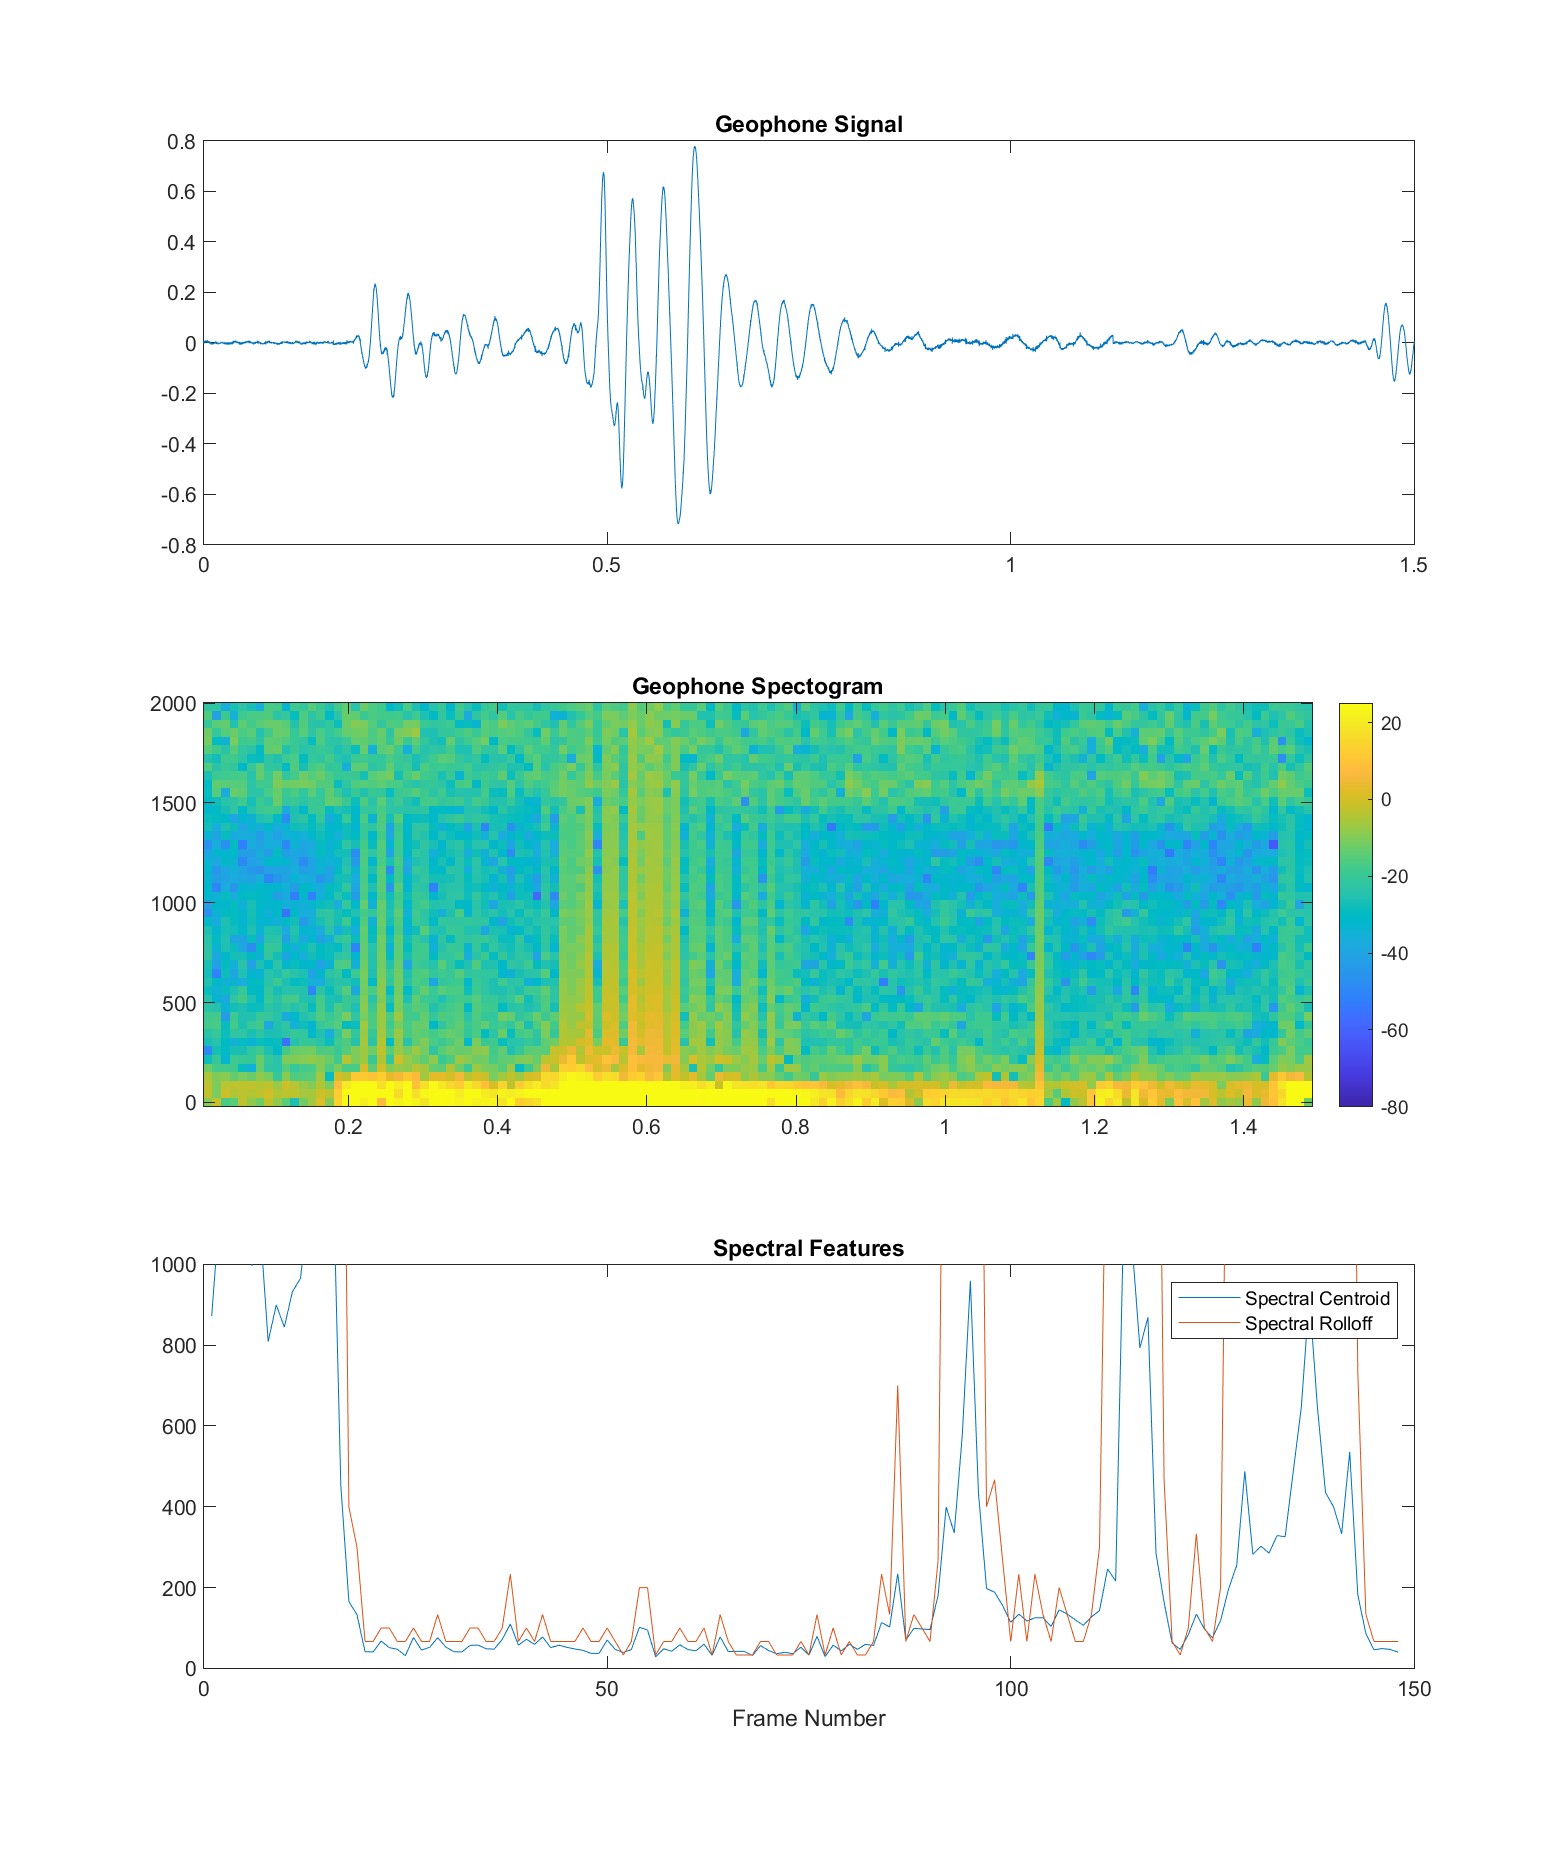 Geophone Signal
0.8
0.6
0.4
0.2
0
-0.2
-0.4
-0.6
-0.8
0 0.5 1 1.5
Geophone Spectogram
2000
1500
1000
500
0
0.2 0.4 0.6 0.8 1 1.2 1.4
20
0
-20
-40
-60
-80
Spectral Features
1000
800
600
400
200
0
0 50 100 150
Spectral Centroid
Spectral Rolloff
Frame Number